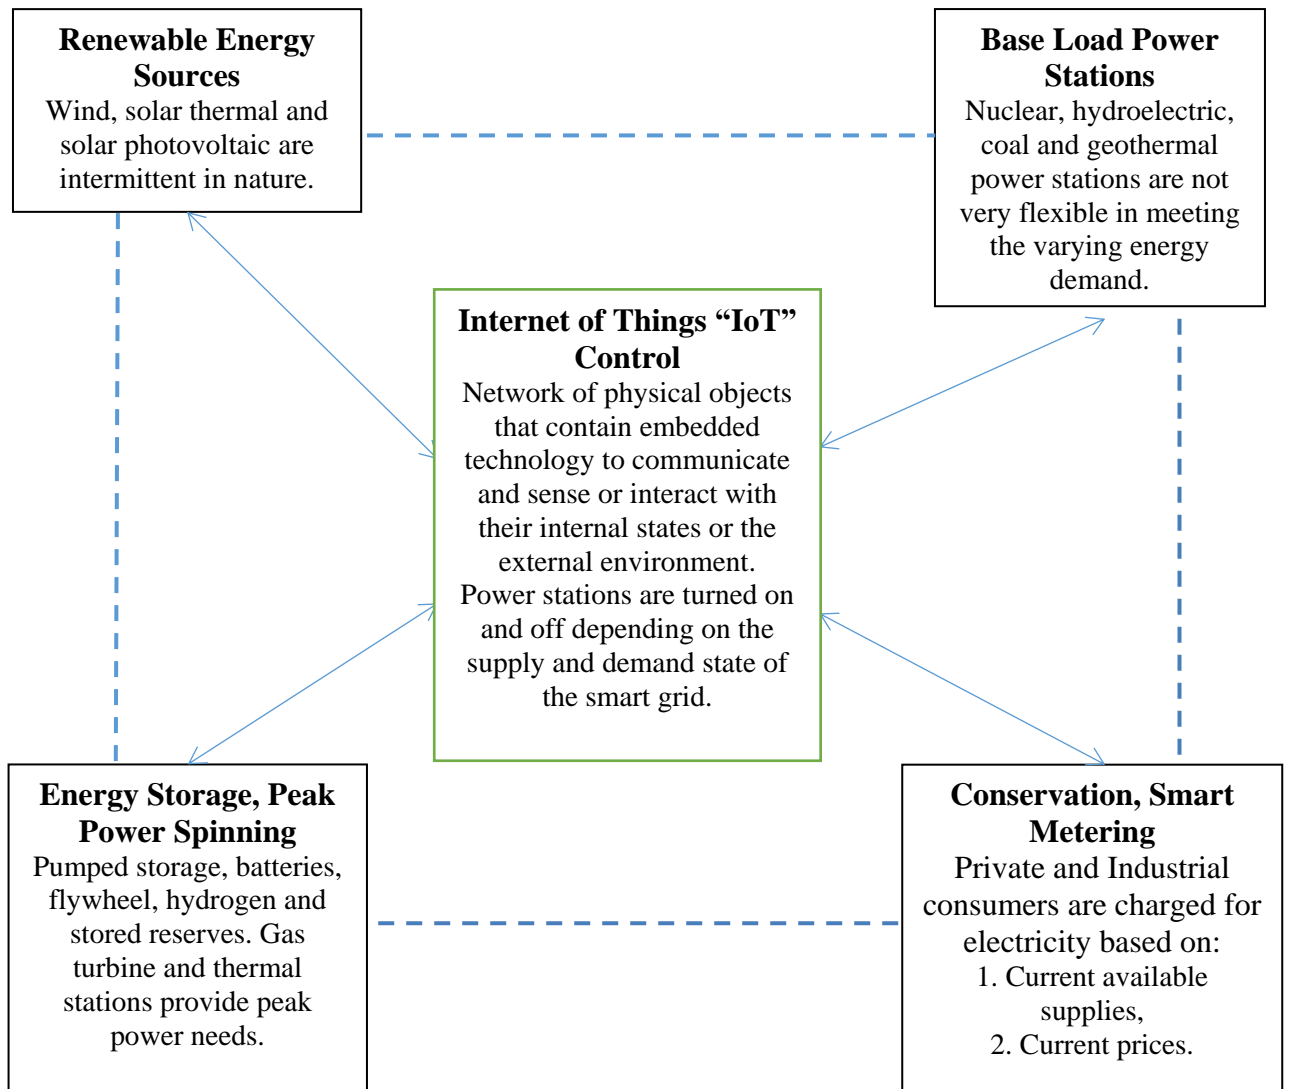 Renewable Energy
Sources
Wind, solar thermal and
solar photovoltaic are
intermittent in nature.
Base Load Power
Stations
Nuclear, hydroelectric,
coal and geothermal
power stations are not
very flexible in meeting
the varying energy
demand.
Internet of Things “IoT”
Control
Network of physical objects
that contain embedded
technology to communicate
and sense or interact with
their internal states or the
external environment.
Power stations are turned on
and off depending on the
supply and demand state of
the smart grid.
Energy Storage, Peak
Power Spinning
Pumped storage, batteries,
flywheel, hydrogen and
stored reserves. Gas
turbine and thermal
stations provide peak
power needs.
Conservation, Smart
Metering
Private and Industrial
consumers are charged for
electricity based on:
1. Current available
supplies,
2. Current prices.